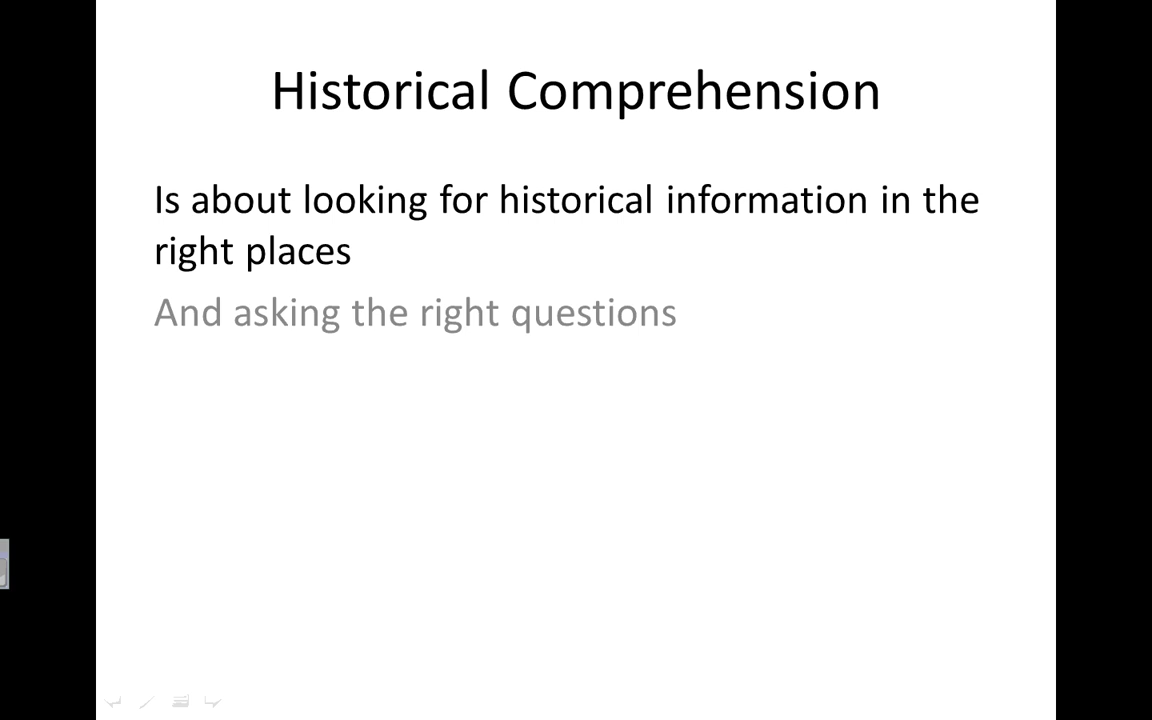 Historical Comprehension
Is about looking for historical information in the
right places
And asking the right questions